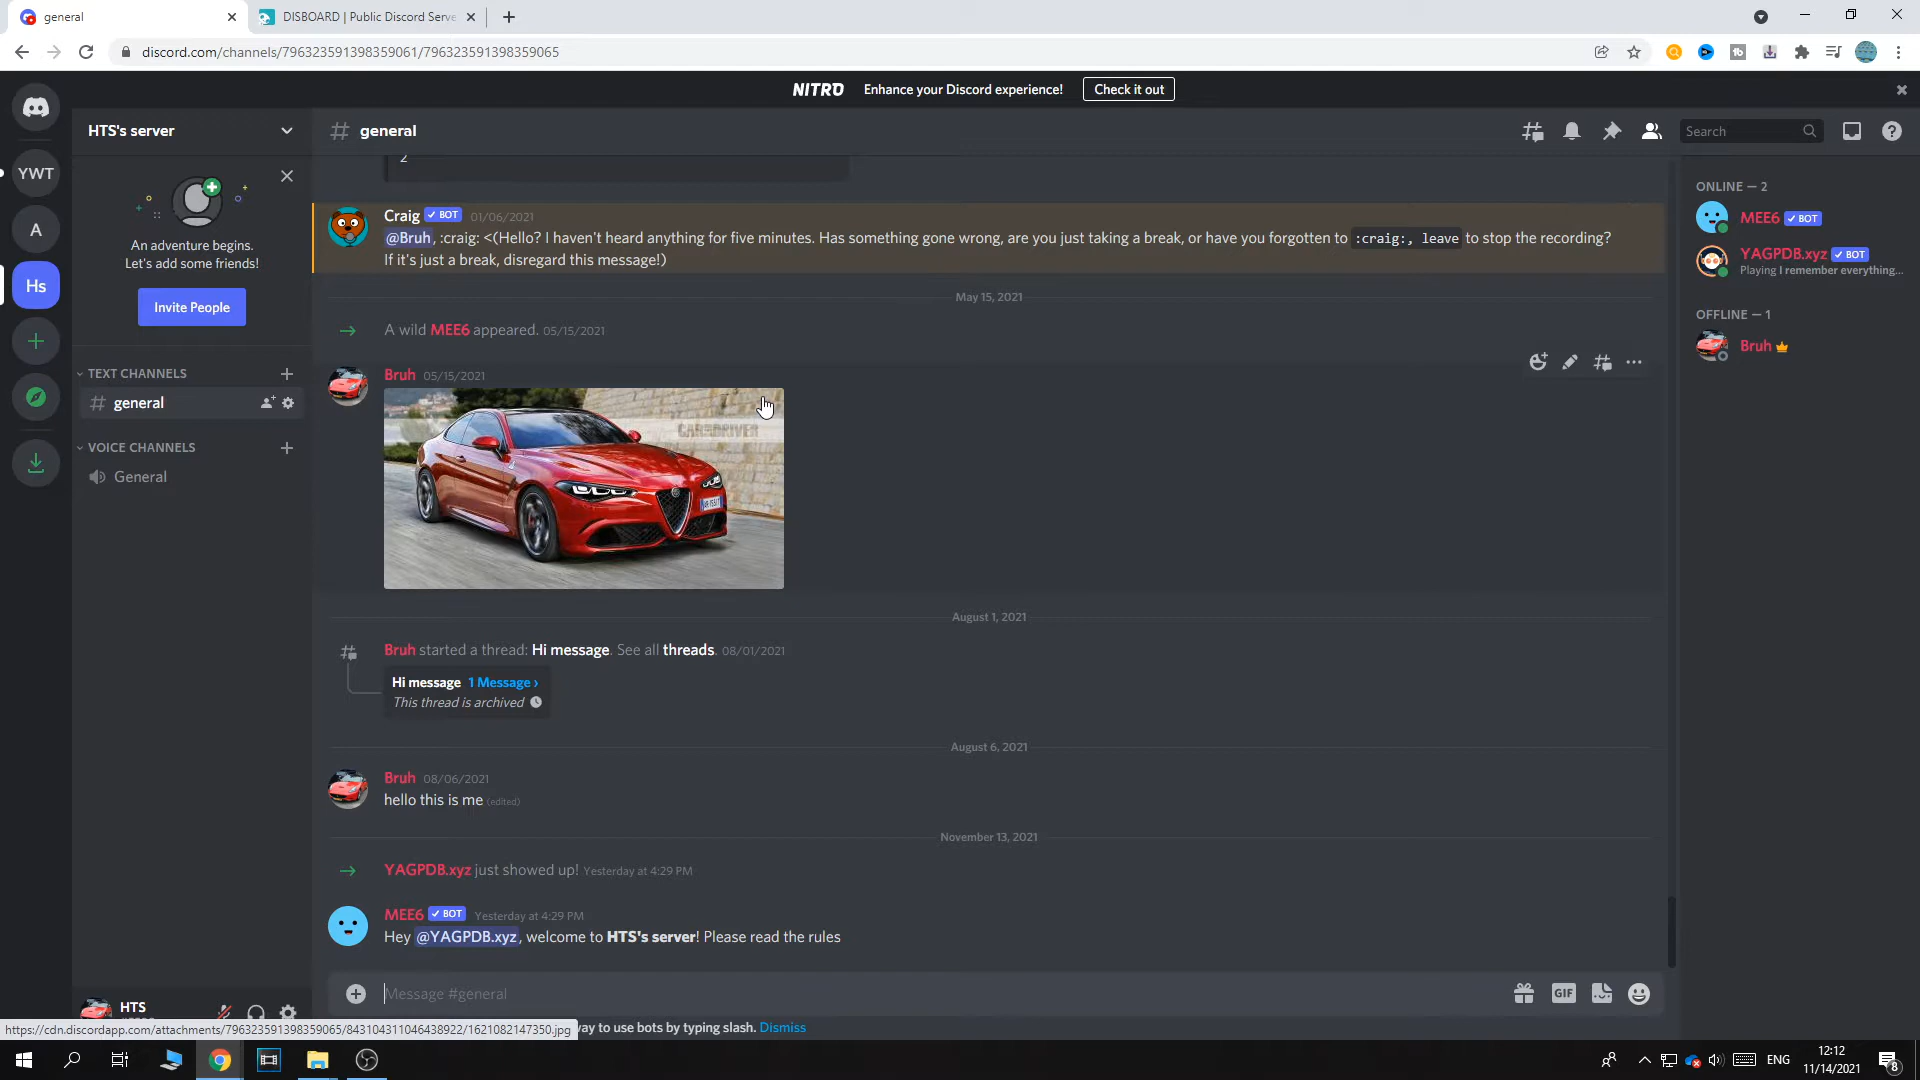 general
DISBOARD | Public Discord Serve
discord.com/channels/796323591398359061/796323591398359065
NITRO Enhance your Discord experience! Check it out
HTS's server
general
Search
YWT
A
Hs
An adventure begins.
Let's add some friends!
Invite People
TEXT CHANNELS
general
VOICE CHANNELS
General
2
Craig BOT 01/06/2021
@Bruh, :craig: <(Hello? I haven't heard anything for five minutes. Has something gone wrong, are you just taking a break, or have you forgotten to :craig:, leave to stop the recording?
If it's just a break, disregard this message!)
May 15, 2021
A wild MEE6 appeared. 05/15/2021
Bruh 05/15/2021
CAR AND DRIVER
August 1, 2021
Bruh started a thread: Hi message. See all threads. 08/01/2021
Hi message 1 Message ›
This thread is archived
August 6, 2021
Bruh 08/06/2021
hello this is me (edited)
November 13, 2021
YAGPDB.xyz just showed up! Yesterday at 4:29 PM
MEE6 BOT Yesterday at 4:29 PM
Hey @YAGPDB.xyz, welcome to HTS's server! Please read the rules
Message #general
GIF
ONLINE — 2
MEE6 BOT
YAGPDB.xyz BOT
Playing I remember everything...
OFFLINE — 1
Bruh
HTS
https://cdn.discordapp.com/attachments/796323591398359065/843104311046438922/1621082147350.jpg
way to use bots by typing slash. Dismiss
ENG
12:12
11/14/2021
8